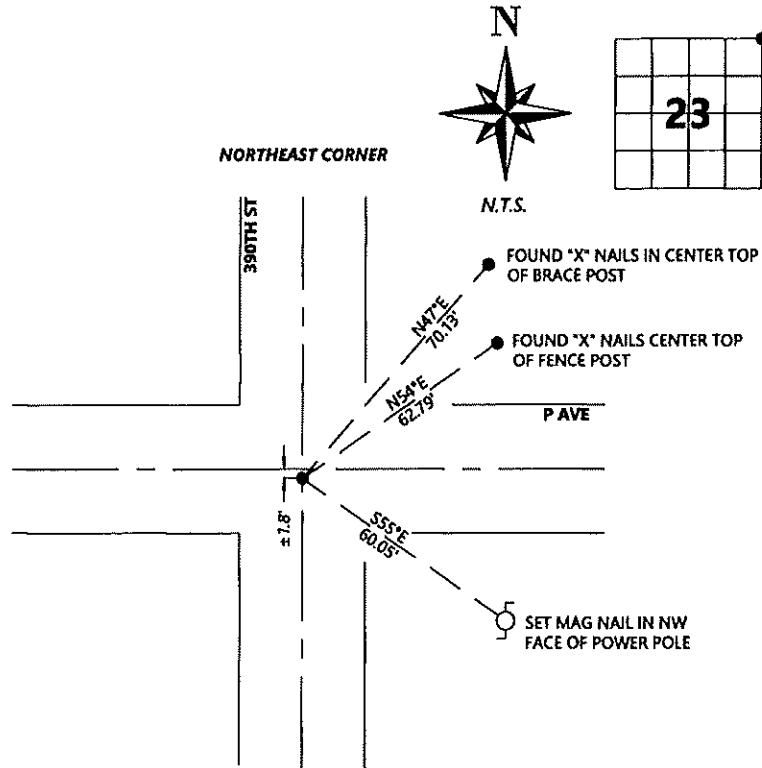 N
23
NORTHEAST CORNER
N.T.S.
390TH ST
FOUND "X" NAILS IN CENTER TOP
OF BRACE POST
N47°E
70.13'
FOUND "X" NAILS CENTER TOP
OF FENCE POST
N54°E
62.79'
P AVE
±1.8'
S55°E
60.05'
SET MAG NAIL IN NW
FACE OF POWER POLE